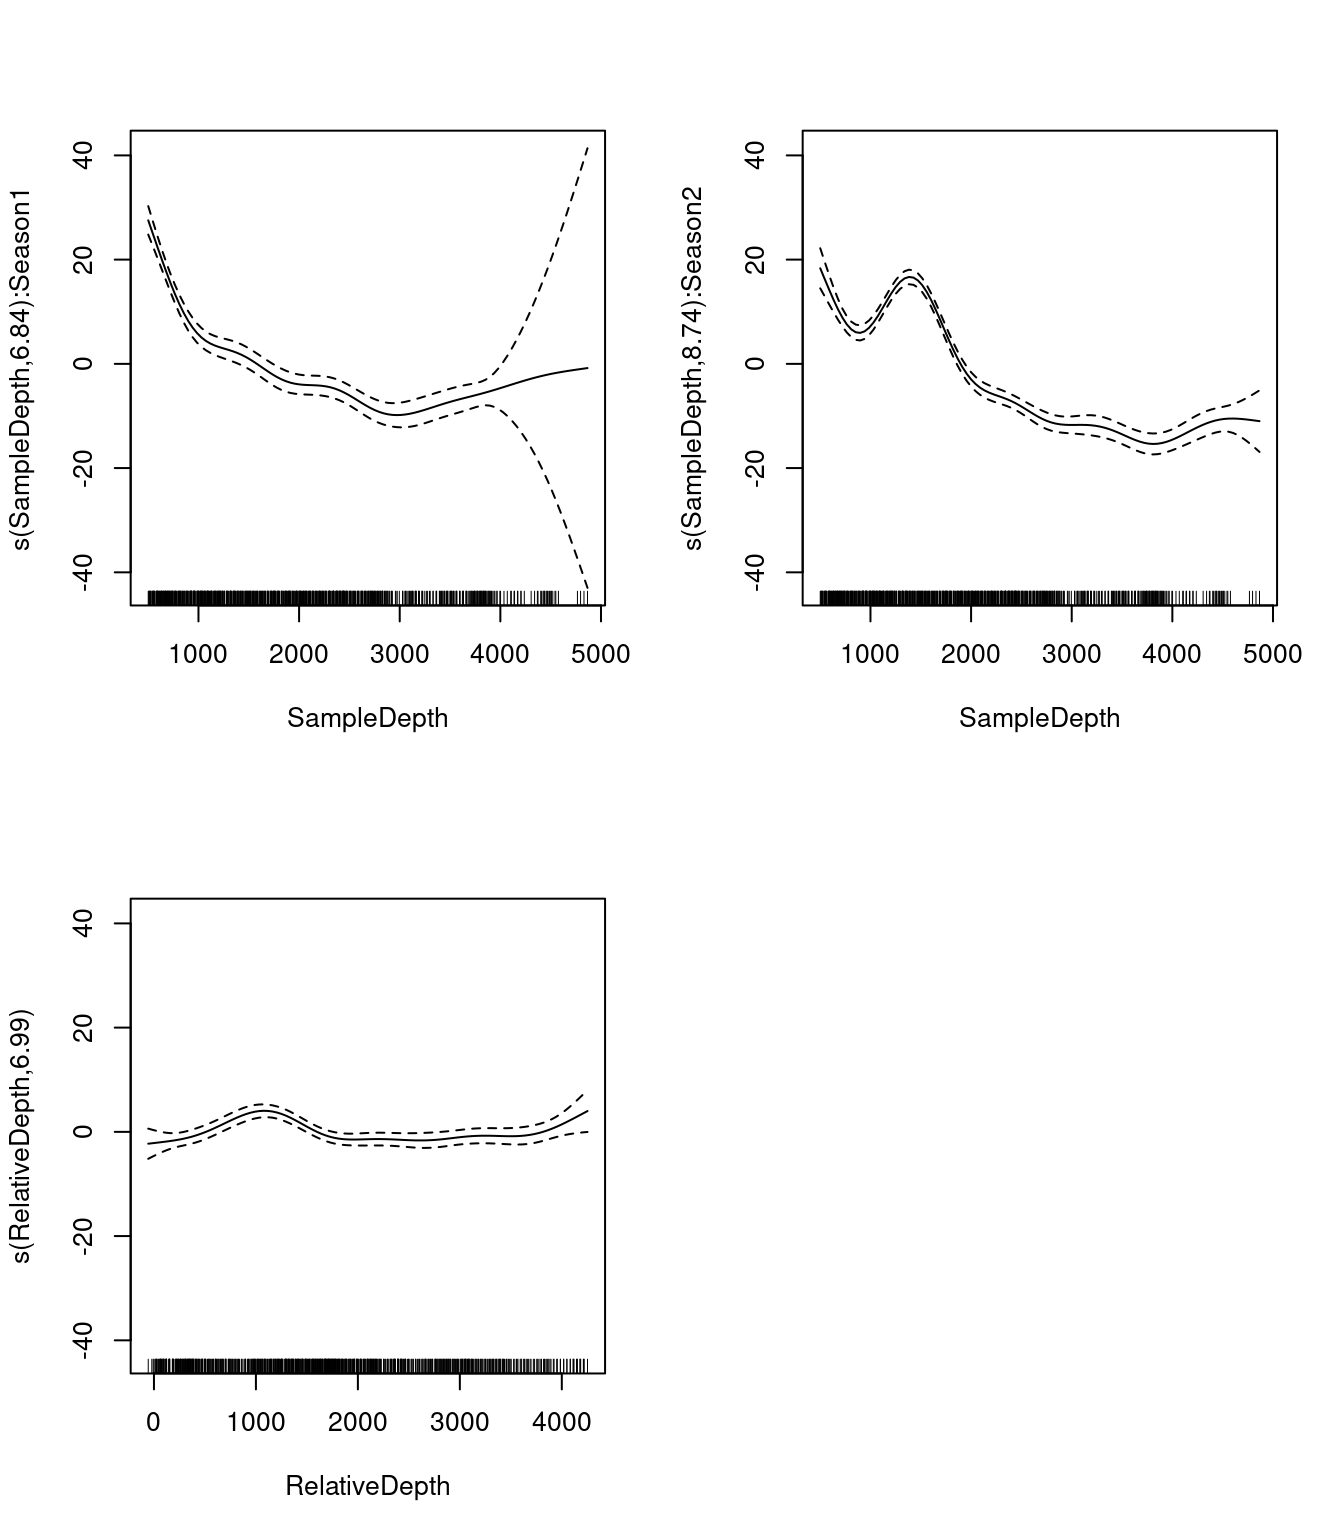 s(SampleDepth,6.84):Season1
40
20
0
-20
-40
1000 2000 3000 4000 5000
SampleDepth
s(SampleDepth,8.74):Season2
40
20
0
-20
-40
1000 2000 3000 4000 5000
SampleDepth
s(RelativeDepth,6.99)
40
20
0
-20
-40
0 1000 2000 3000 4000
RelativeDepth